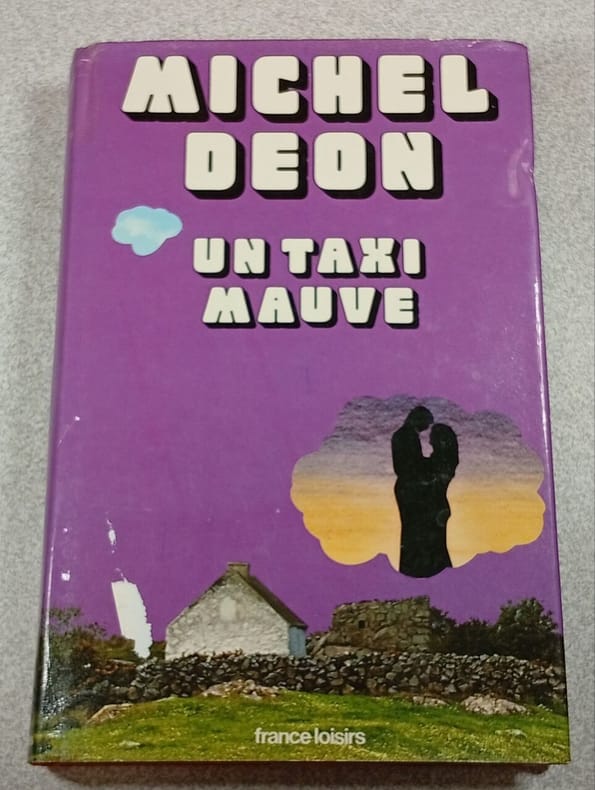 MICHEL
DEON
UN TAXI
MAUVE
france loisirs